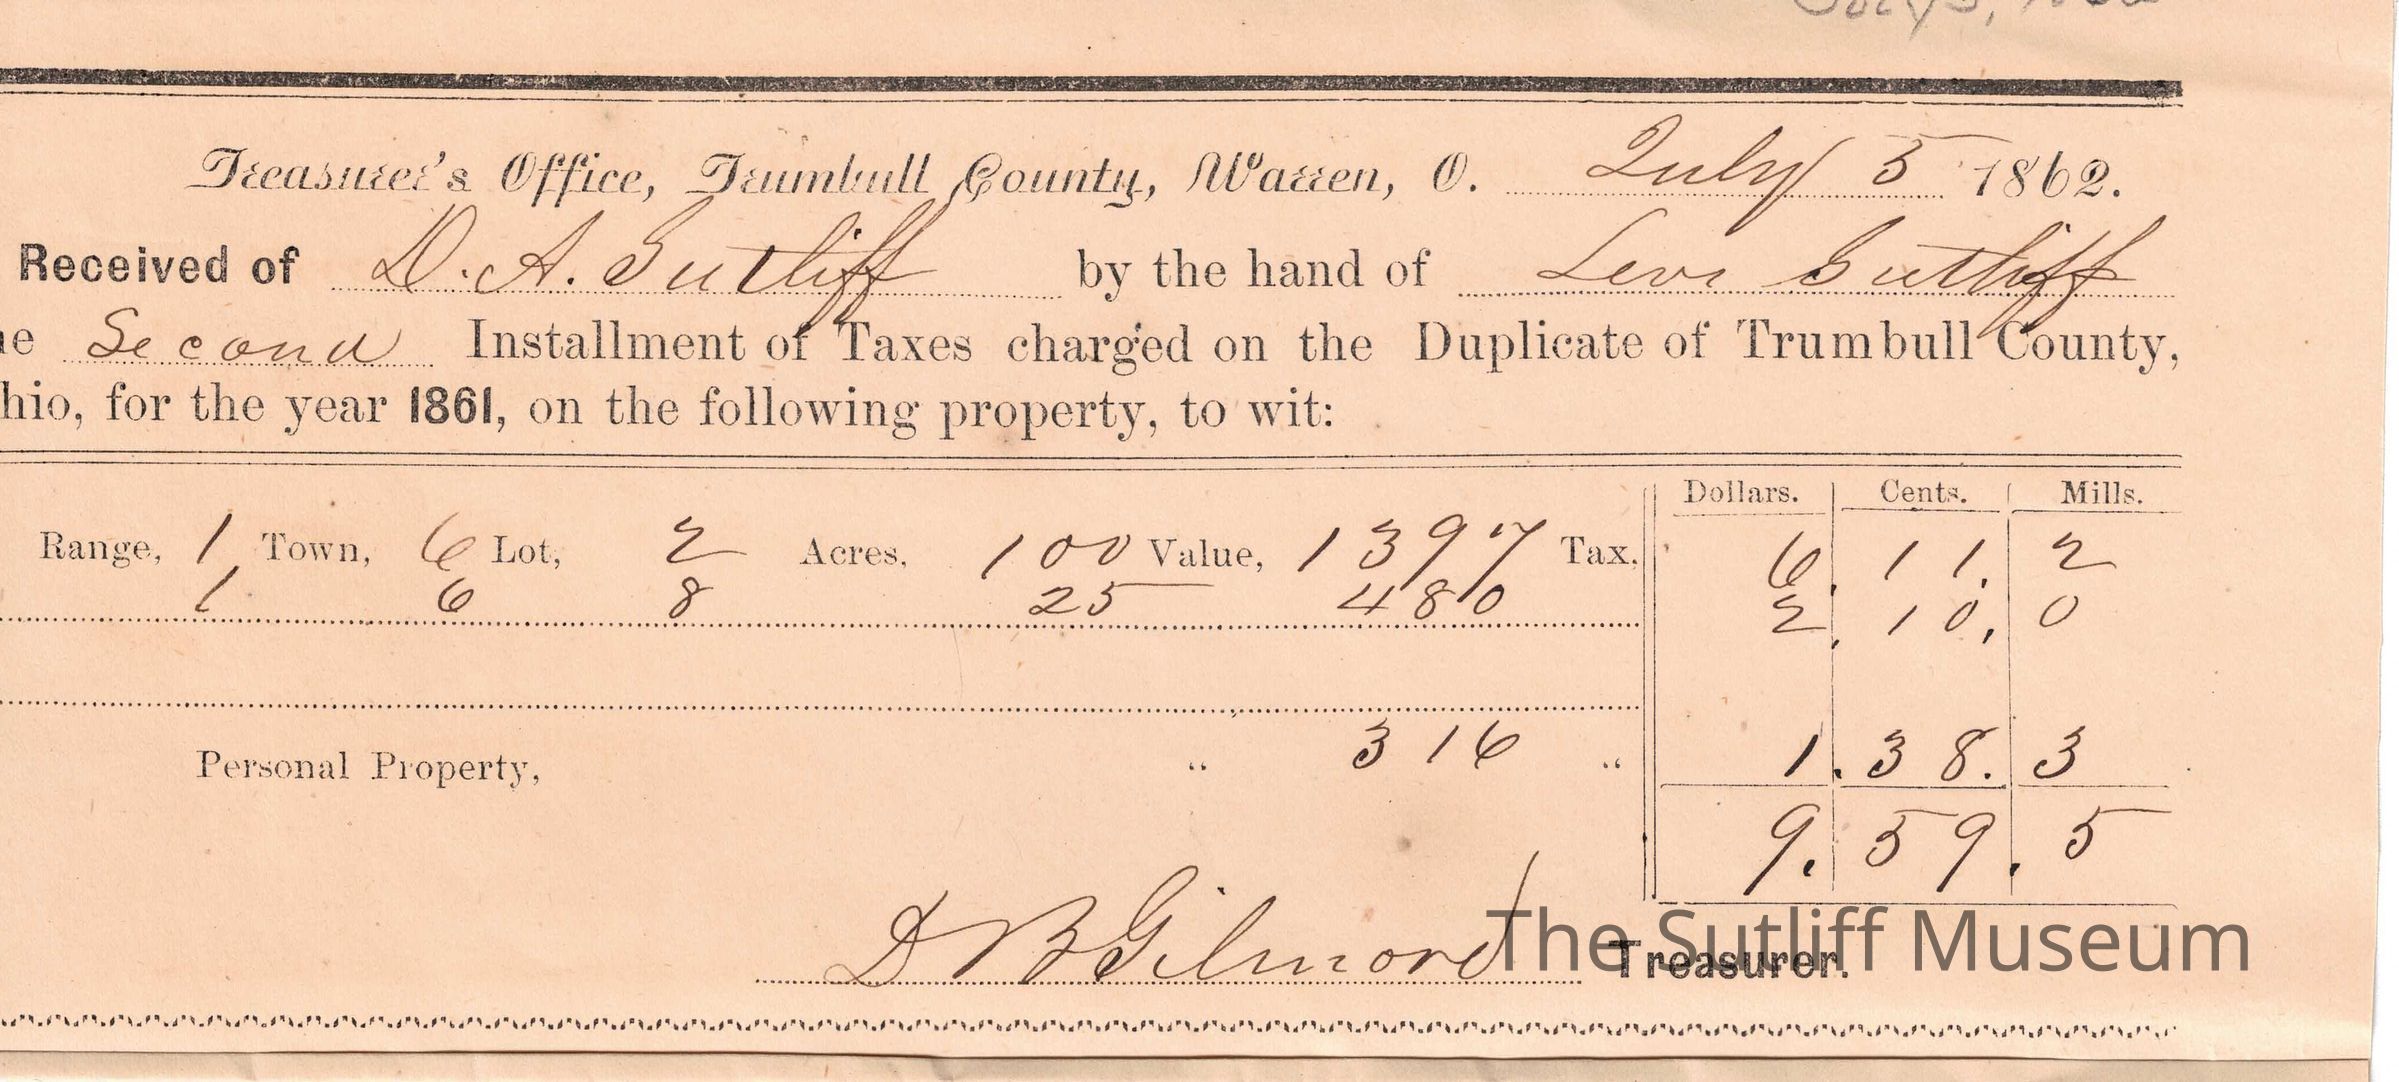 Treasurer's Office, Trumbull County, Warren, O. July 5 1862.
Received of D. A. Sutliff by the hand of Levi Sutliff
he Second Installment of Taxes charged on the Duplicate of Trumbull County,
hio, for the year 1861, on the following property, to wit:
Dollars. Cents. Mills.
Range, 1 Town, 6 Lot, 2 Acres, 100 Value, 1397 Tax, 6. 11. 2
1 6 8 25 480 2. 10. 0
Personal Property, " 316 " 1. 38. 3
9. 59. 5
D B Gilmore Treasurer.
The Sutliff Museum